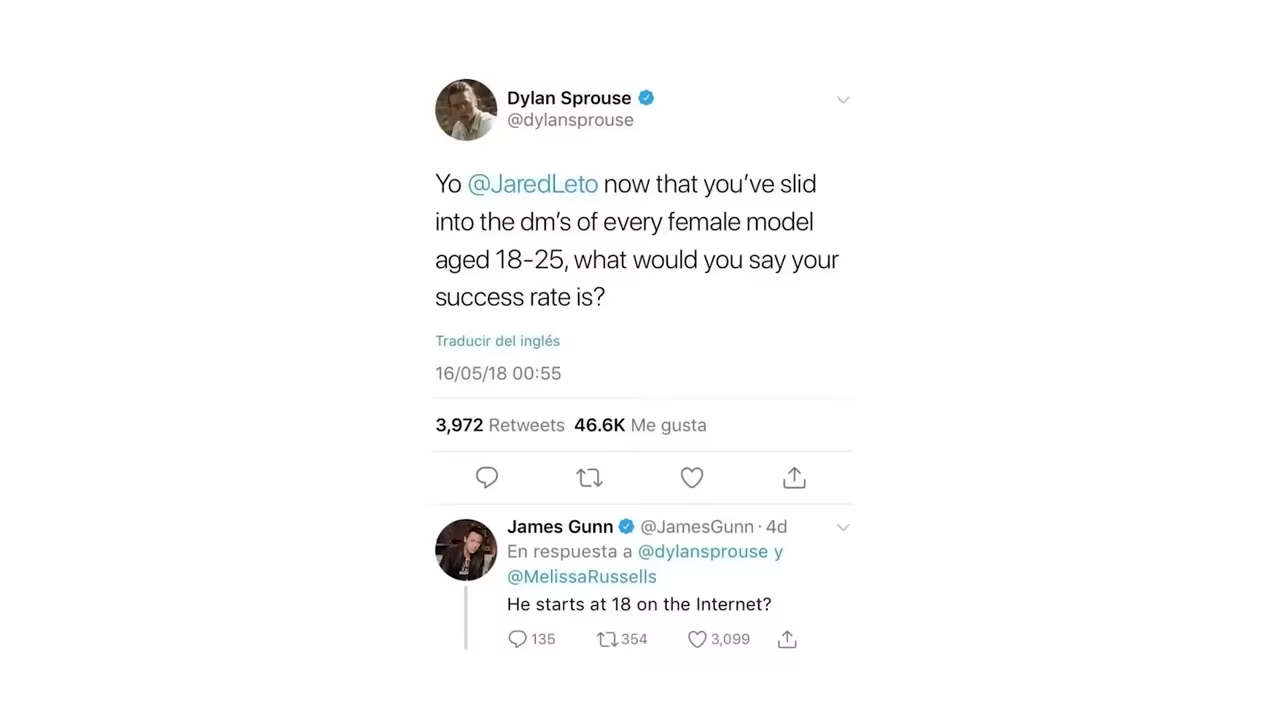 Dylan Sprouse
@dylansprouse
Yo @JaredLeto now that you’ve slid
into the dm’s of every female model
aged 18-25, what would you say your
success rate is?
Traducir del inglés
16/05/18 00:55
3,972 Retweets 46.6K Me gusta
James Gunn @JamesGunn · 4d
En respuesta a @dylansprouse y
@MelissaRussells
He starts at 18 on the Internet?
135 354 3,099